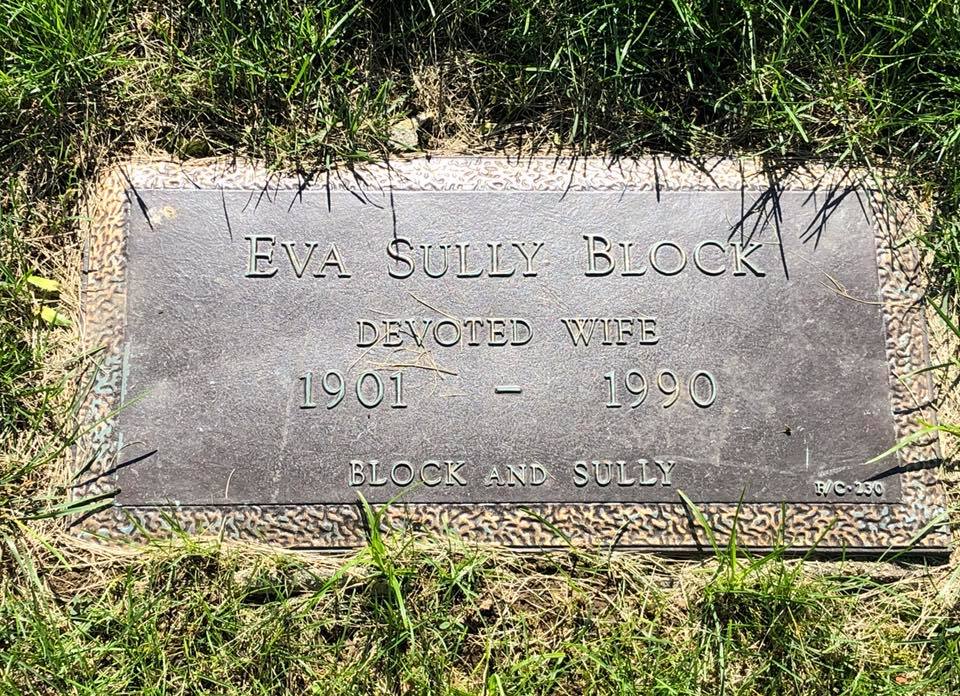 EVA SULLY BLOCK
DEVOTED WIFE
1901 – 1990
BLOCK AND SULLY
P/C-230